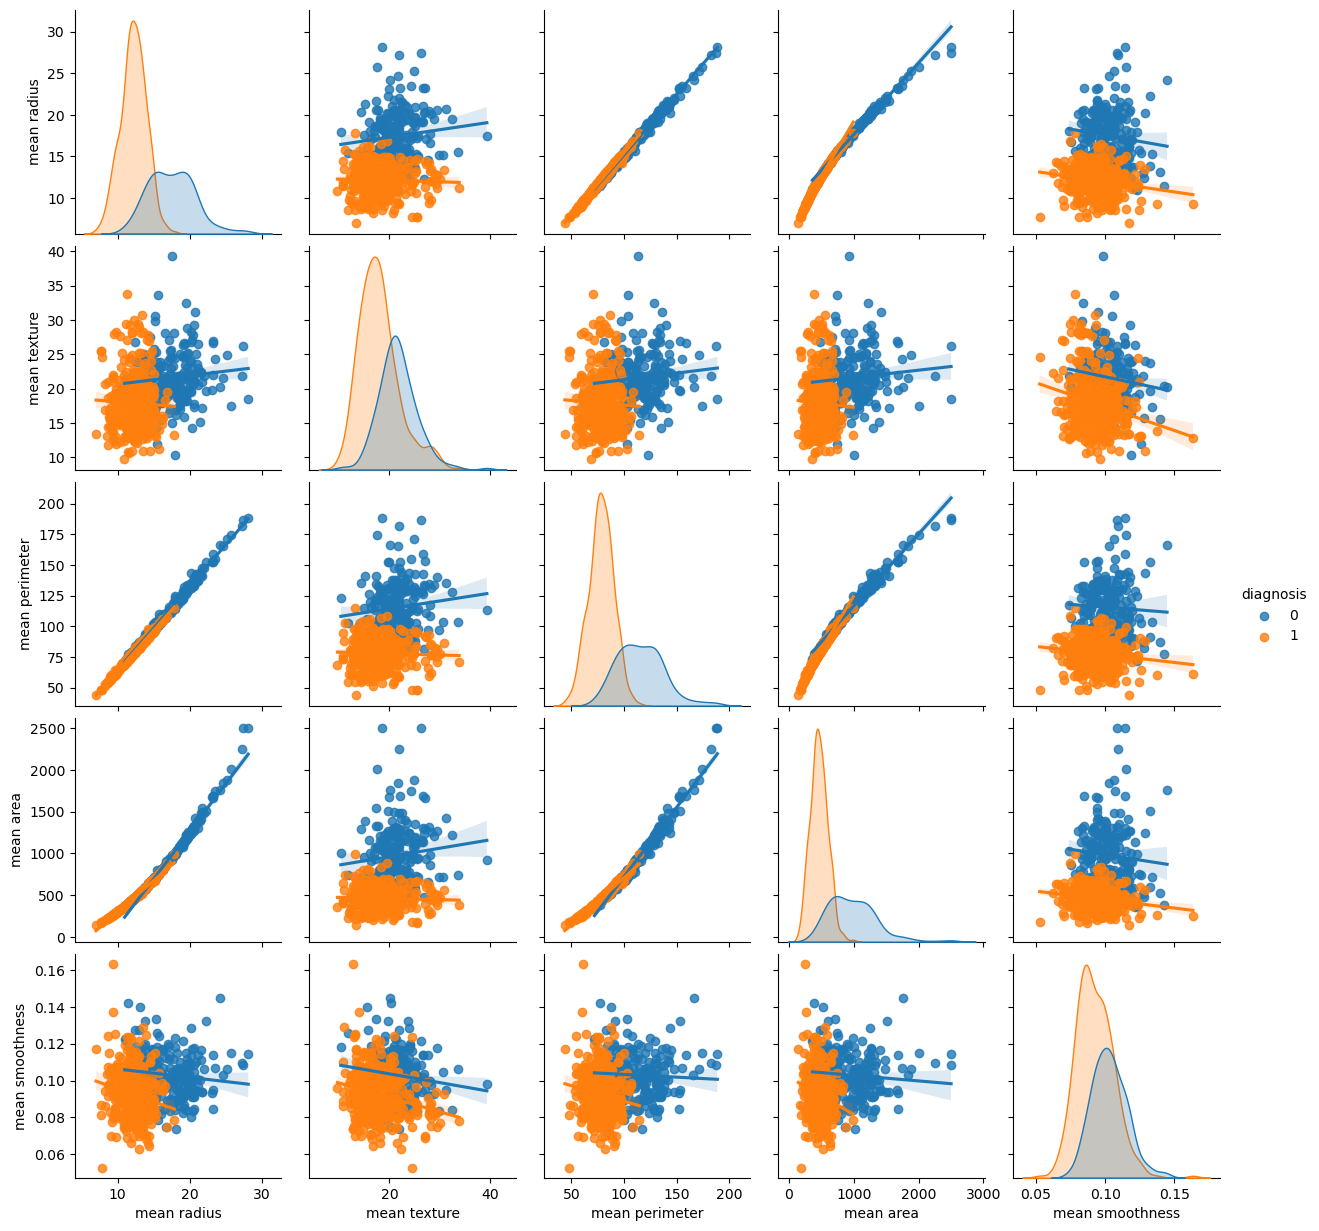 30
25
20
15
10
mean radius
40
35
30
25
20
15
10
mean texture
200
175
150
125
100
75
50
mean perimeter
diagnosis
0
1
2500
2000
1500
1000
500
0
mean area
0.16
0.14
0.12
0.10
0.08
0.06
mean smoothness
10 20 30
mean radius
20 40
mean texture
50 100 150 200
mean perimeter
0 1000 2000 3000
mean area
0.05 0.10 0.15
mean smoothness